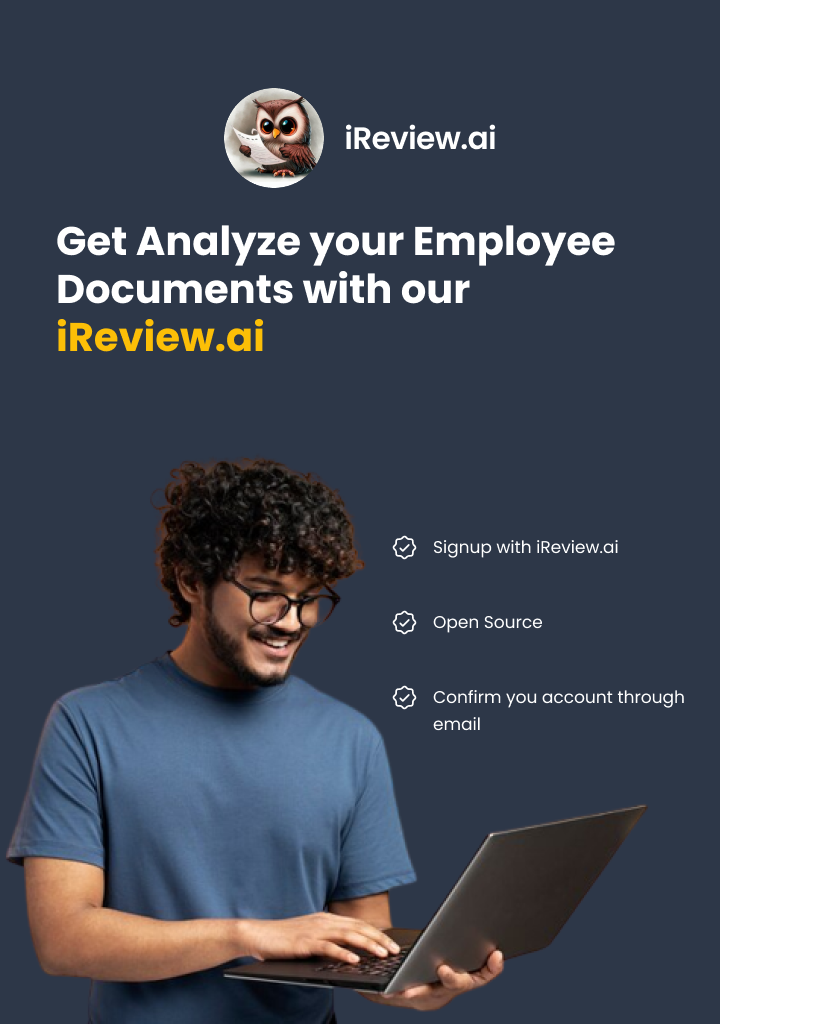 iReview.ai
Get Analyze your Employee
Documents with our
iReview.ai
Signup with iReview.ai
Open Source
Confirm you account through
email